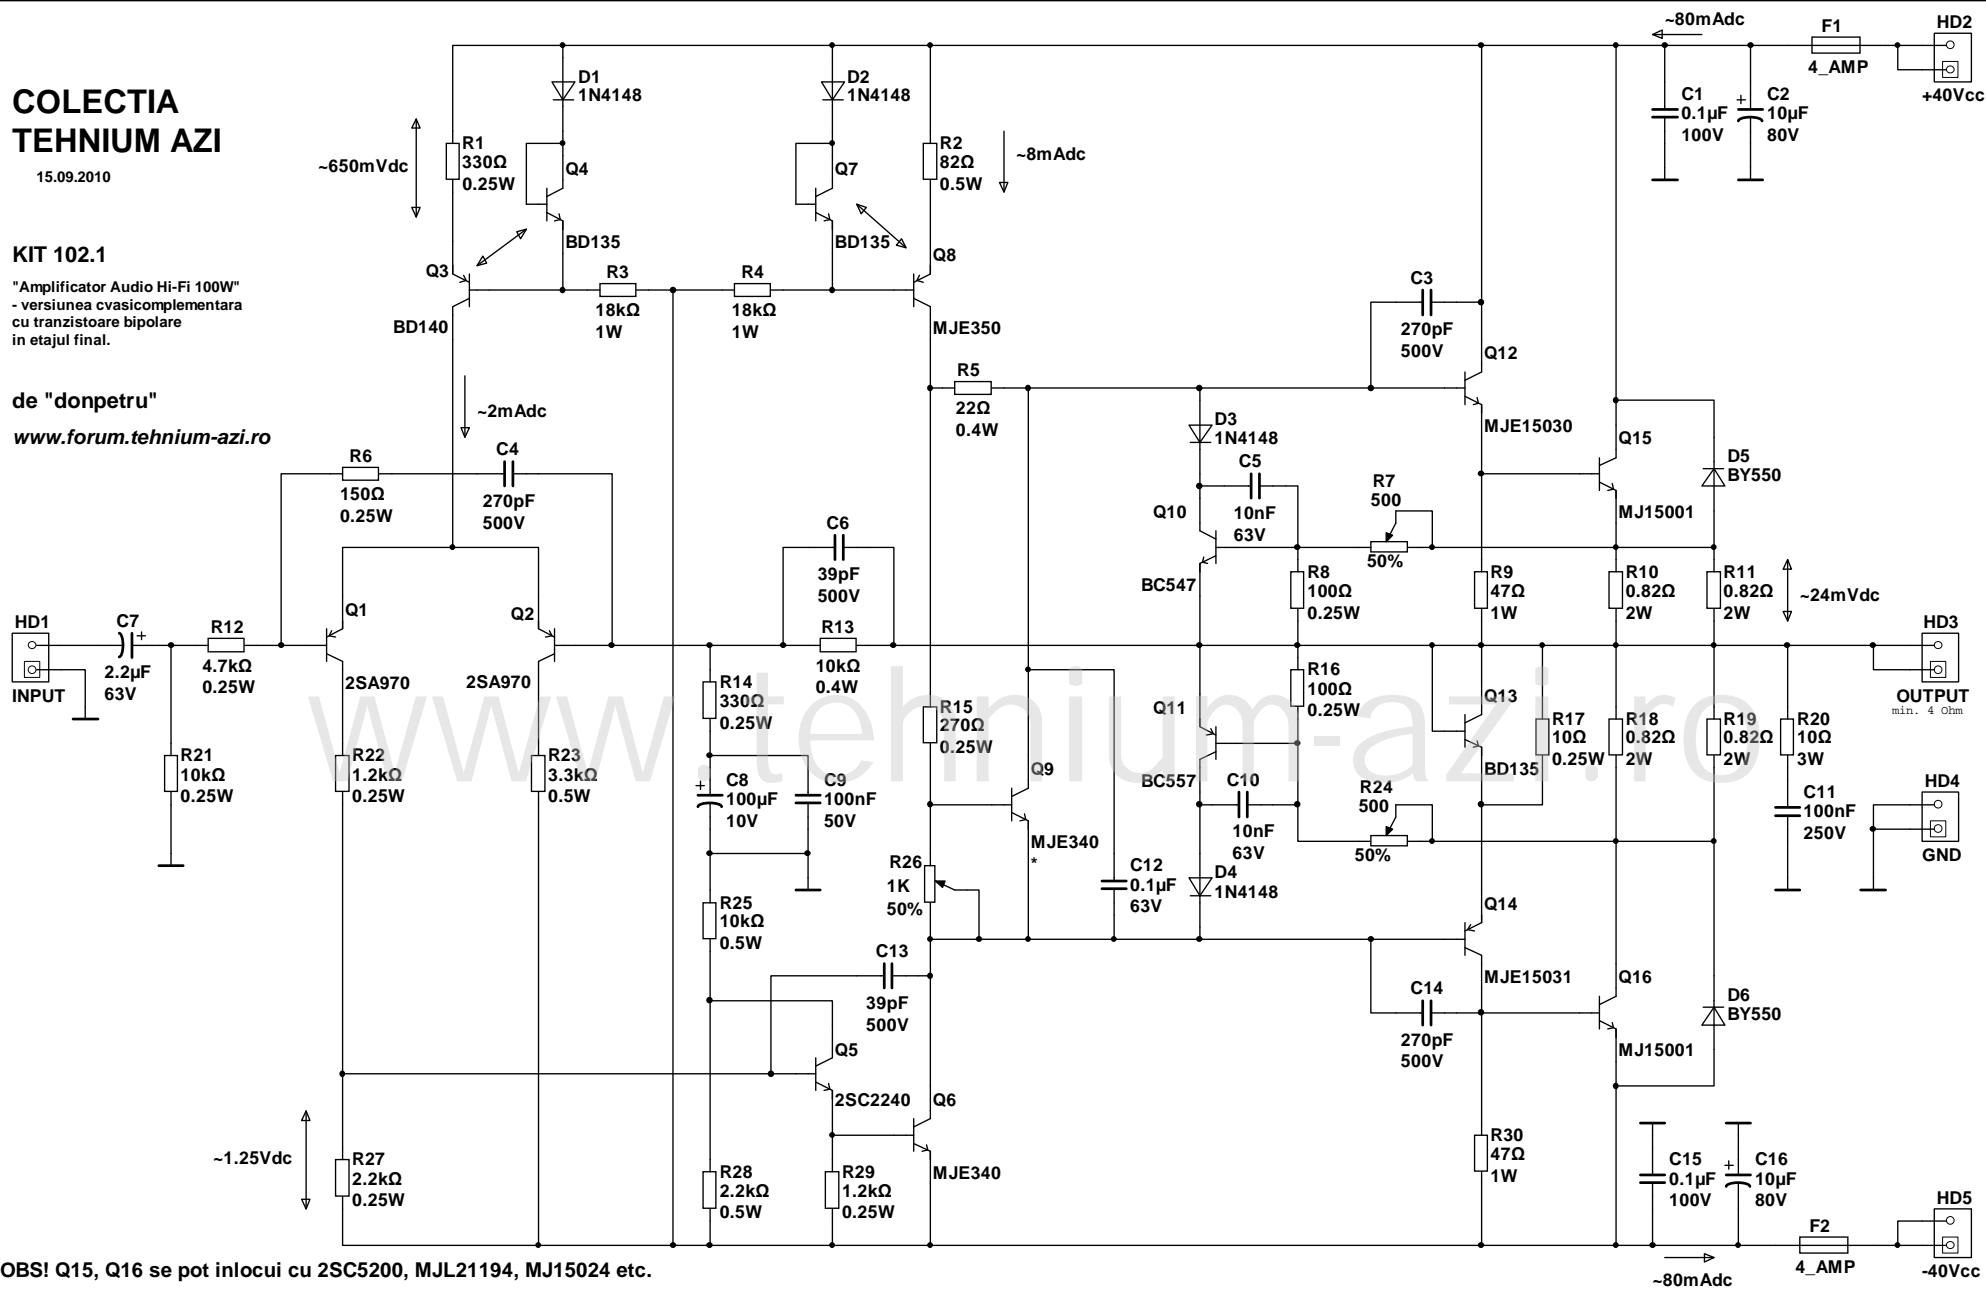 COLECTIA
TEHNIUM AZI
15.09.2010
KIT 102.1
"Amplificator Audio Hi-Fi 100W"
- versiunea cvasicomplementara
cu tranzistoare bipolare
in etajul final.
de "donpetru"
www.forum.tehnium-azi.ro
~650mVdc
R1
330Ω
0.25W
D1
1N4148
Q4
BD135
Q3
BD140
R3
18kΩ
1W
R4
18kΩ
1W
D2
1N4148
Q7
BD135
R2
82Ω
0.5W
~8mAdc
Q8
MJE350
~2mAdc
~80mAdc
F1
4_AMP
HD2
+40Vcc
C1
0.1µF
100V
+
C2
10µF
80V
C3
270pF
500V
Q12
MJE15030
R5
22Ω
0.4W
D3
1N4148
C5
10nF
63V
Q10
BC547
R7
500
50%
Q15
MJ15001
D5
BY550
R6
150Ω
0.25W
C4
270pF
500V
C6
39pF
500V
R8
100Ω
0.25W
R9
47Ω
1W
R10
0.82Ω
2W
R11
0.82Ω
2W
~24mVdc
HD1
INPUT
C7
+
2.2µF
63V
R12
4.7kΩ
0.25W
Q1
2SA970
Q2
2SA970
R13
10kΩ
0.4W
HD3
OUTPUT
min. 4 Ohm
R14
330Ω
0.25W
R15
270Ω
0.25W
R16
100Ω
0.25W
Q11
BC557
Q13
BD135
R17
10Ω
0.25W
R18
0.82Ω
2W
R19
0.82Ω
2W
R20
10Ω
3W
www.tehnium-azi.ro
R21
10kΩ
0.25W
R22
1.2kΩ
0.25W
R23
3.3kΩ
0.5W
+
C8
100µF
10V
C9
100nF
50V
Q9
MJE340
*
C10
10nF
63V
R24
500
50%
C11
100nF
250V
HD4
GND
R26
1K
50%
C12
0.1µF
63V
D4
1N4148
R25
10kΩ
0.5W
C13
39pF
500V
Q14
MJE15031
C14
270pF
500V
Q16
MJ15001
D6
BY550
Q5
2SC2240
Q6
MJE340
~1.25Vdc
R27
2.2kΩ
0.25W
R28
2.2kΩ
0.5W
R29
1.2kΩ
0.25W
R30
47Ω
1W
C15
0.1µF
100V
+
C16
10µF
80V
~80mAdc
F2
4_AMP
HD5
-40Vcc
OBS! Q15, Q16 se pot inlocui cu 2SC5200, MJL21194, MJ15024 etc.